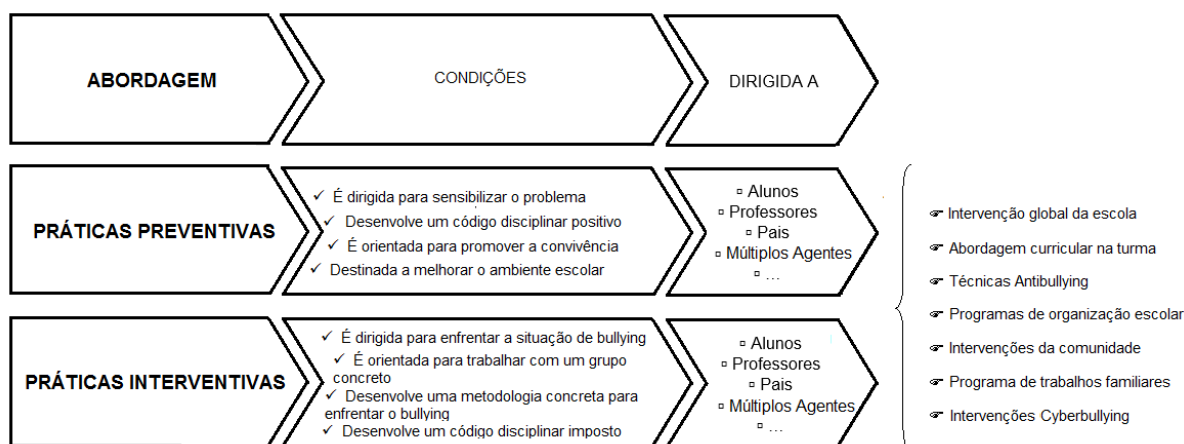 ABORDAGEM
CONDIÇÕES
DIRIGIDA A
PRÁTICAS PREVENTIVAS
✓ É dirigida para sensibilizar o problema
✓ Desenvolve um código disciplinar positivo
✓ É orientada para promover a convivência
✓ Destinada a melhorar o ambiente escolar
▫ Alunos
▫ Professores
▫ Pais
▫ Múltiplos Agentes
▫ ...
PRÁTICAS INTERVENTIVAS
✓ É dirigida para enfrentar a situação de bullying
✓ É orientada para trabalhar com um grupo
concreto
✓ Desenvolve uma metodologia concreta para
enfrentar o bullying
✓ Desenvolve um código disciplinar imposto
▫ Alunos
▫ Professores
▫ Pais
▫ Múltiplos Agentes
▫ ...
☞ Intervenção global da escola
☞ Abordagem curricular na turma
☞ Técnicas Antibullying
☞ Programas de organização escolar
☞ Intervenções da comunidade
☞ Programa de trabalhos familiares
☞ Intervenções Cyberbullying